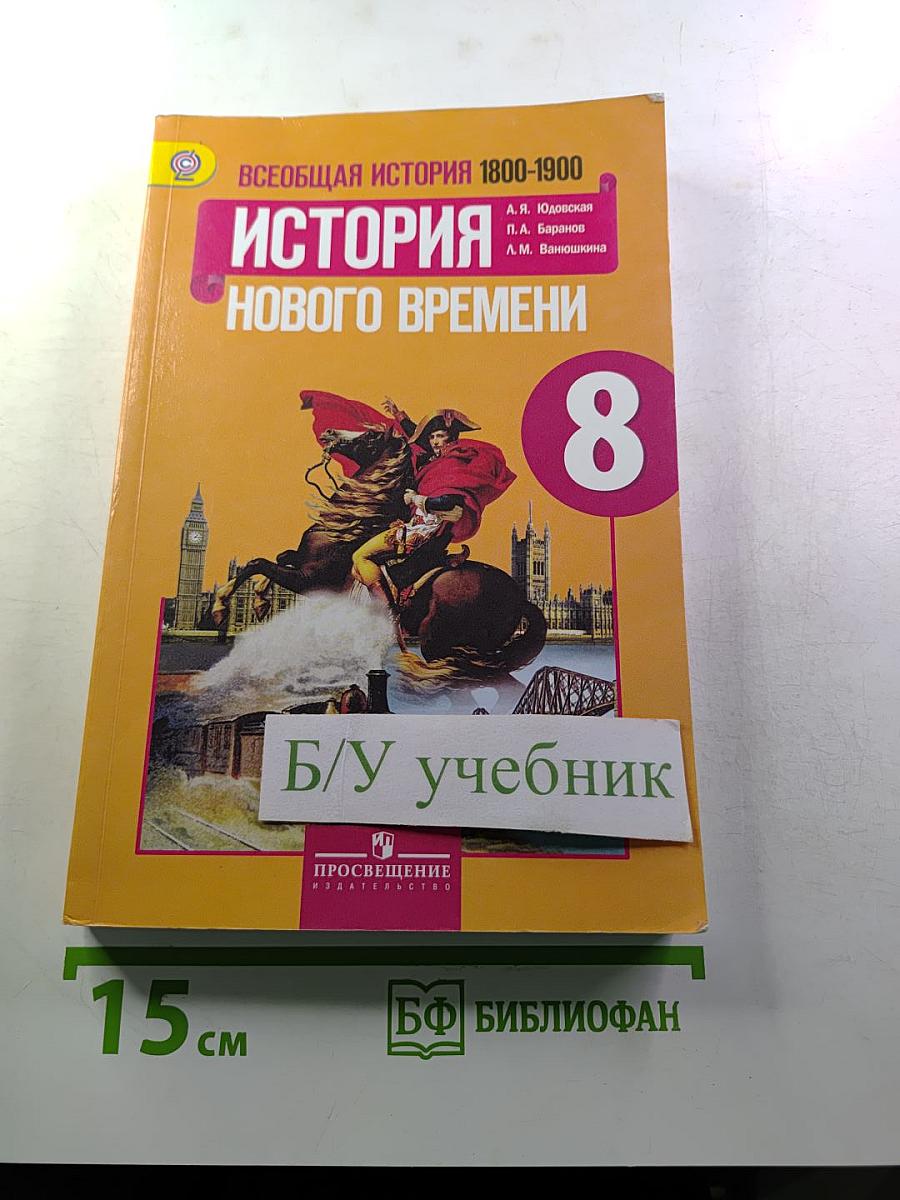 ВСЕОБЩАЯ ИСТОРИЯ 1800-1900
ИСТОРИЯ
А. Я. Юдовская
П. А. Баранов
Л. М. Ванюшкина
НОВОГО ВРЕМЕНИ
8
Б/У учебник
ПРОСВЕЩЕНИЕ
ИЗДАТЕЛЬСТВО
15 см
БФ БИБЛИОФАН